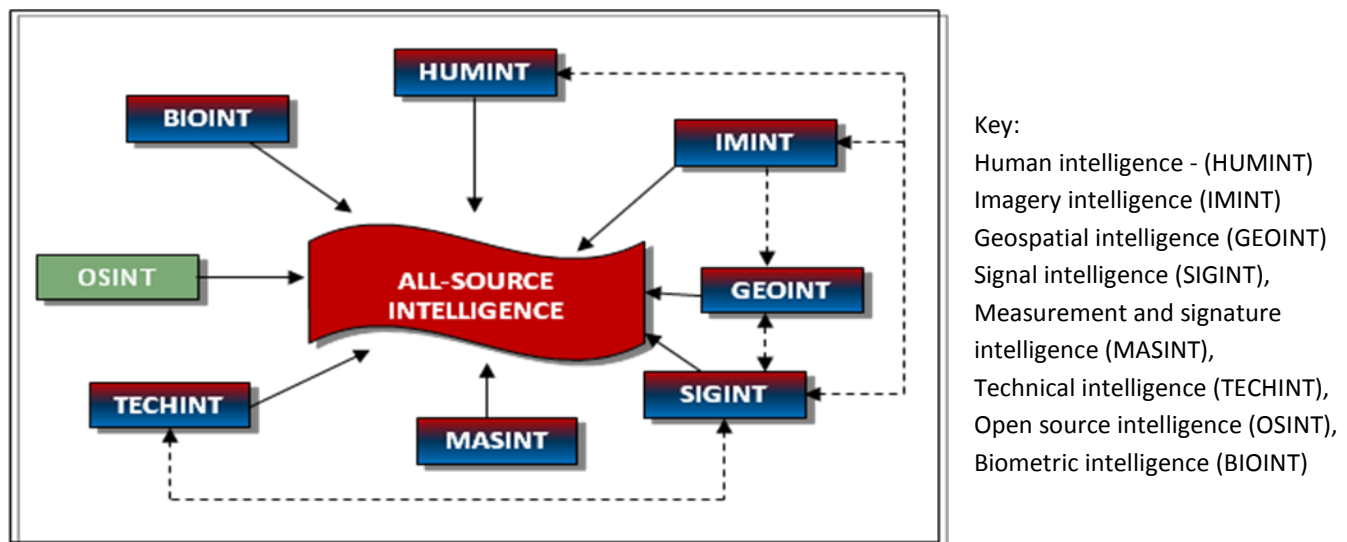 HUMINT
BIOINT
IMINT
OSINT
ALL-SOURCE
INTELLIGENCE
GEOINT
TECHINT
SIGINT
MASINT
Key:
Human intelligence - (HUMINT)
Imagery intelligence (IMINT)
Geospatial intelligence (GEOINT)
Signal intelligence (SIGINT),
Measurement and signature
intelligence (MASINT),
Technical intelligence (TECHINT),
Open source intelligence (OSINT),
Biometric intelligence (BIOINT)